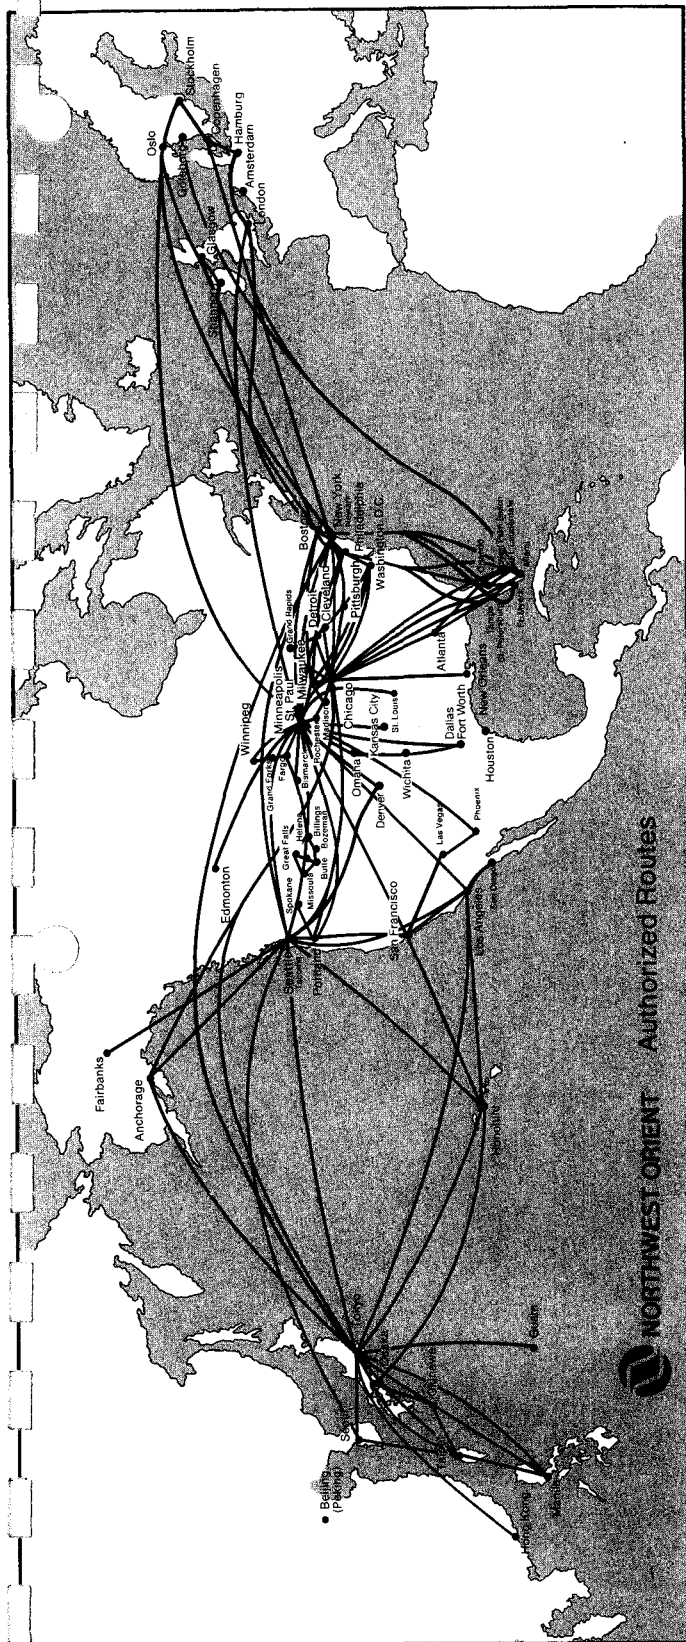 Beijing
(Peking)
Hong Kong
Manila
Seoul
Tokyo
Guam
Honolulu
Anchorage
Fairbanks
Edmonton
Winnipeg
Seattle
Portland
Spokane
Missoula
Great Falls
Helena
Butte
Billings
Bozeman
San Francisco
Los Angeles
San Diego
Las Vegas
Phoenix
Denver
Grand Forks
Fargo
Bismarck
Minneapolis
St. Paul
Rochester
Madison
Milwaukee
Chicago
Omaha
Kansas City
St. Louis
Wichita
Dallas
Fort Worth
Houston
New Orleans
Atlanta
Grand Rapids
Detroit
Cleveland
Pittsburgh
Boston
New York
Philadelphia
Washington D.C.
Shannon
Glasgow
London
Amsterdam
Hamburg
Copenhagen
Oslo
Stockholm
NORTHWEST ORIENT Authorized Routes